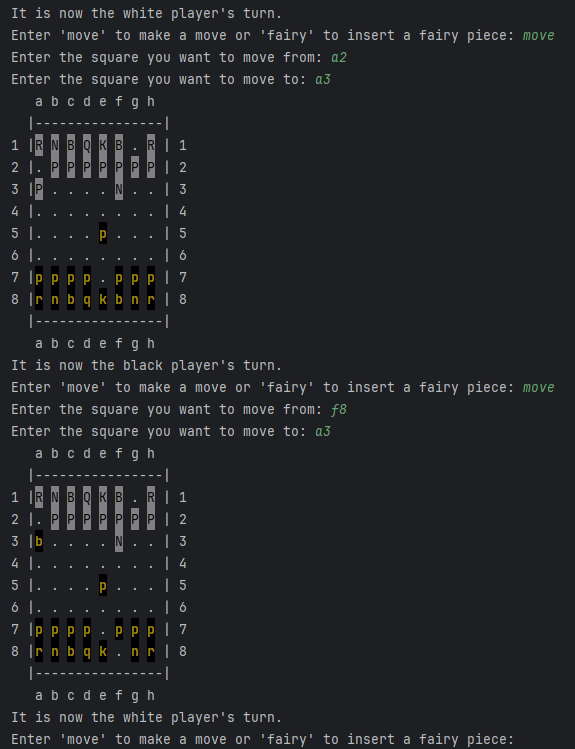 It is now the white player's turn.
Enter 'move' to make a move or 'fairy' to insert a fairy piece: move
Enter the square you want to move from: a2
Enter the square you want to move to: a3
   a b c d e f g h
  |----------------|
1 |R N B Q K B . R | 1
2 |. P P P P P P P | 2
3 |P . . . . N . . | 3
4 |. . . . . . . . | 4
5 |. . . . p . . . | 5
6 |. . . . . . . . | 6
7 |p p p p . p p p | 7
8 |r n b q k b n r | 8
  |----------------|
   a b c d e f g h
It is now the black player's turn.
Enter 'move' to make a move or 'fairy' to insert a fairy piece: move
Enter the square you want to move from: f8
Enter the square you want to move to: a3
   a b c d e f g h
  |----------------|
1 |R N B Q K B . R | 1
2 |. P P P P P P P | 2
3 |b . . . . N . . | 3
4 |. . . . . . . . | 4
5 |. . . . p . . . | 5
6 |. . . . . . . . | 6
7 |p p p p . p p p | 7
8 |r n b q k . n r | 8
  |----------------|
   a b c d e f g h
It is now the white player's turn.
Enter 'move' to make a move or 'fairy' to insert a fairy piece: